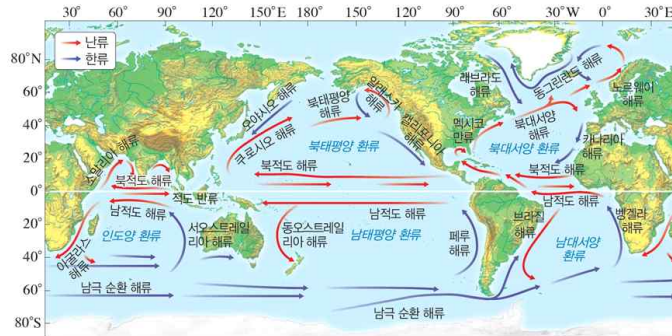 30° 0° 90° 120° 150° E 180° 150° W 120° 90° 60° 30° W 0° 30° E
난류
한류
80° N
60°
40°
20°
0°
20°
40°
60°
80° S
래브라도
해류
동그린란드 해류
노르웨이
해류
오야시오 해류
북태평양
해류
알래스카
해류
캘리포니아
해류
멕시코
만류
북대서양
해류
쿠로시오 해류
북태평양 환류
북대서양 환류
카나리아
해류
소말리아 해류
북적도 해류
북적도 해류
북적도 해류
적도 반류
남적도 해류
남적도 해류
남적도 해류
인도양 환류
서오스트레일
리아 해류
동오스트레일
리아 해류
남태평양 환류
페루
해류
브라질
해류
남대서양
환류
벵겔라
해류
아굴라스
해류
남극 순환 해류
남극 순환 해류